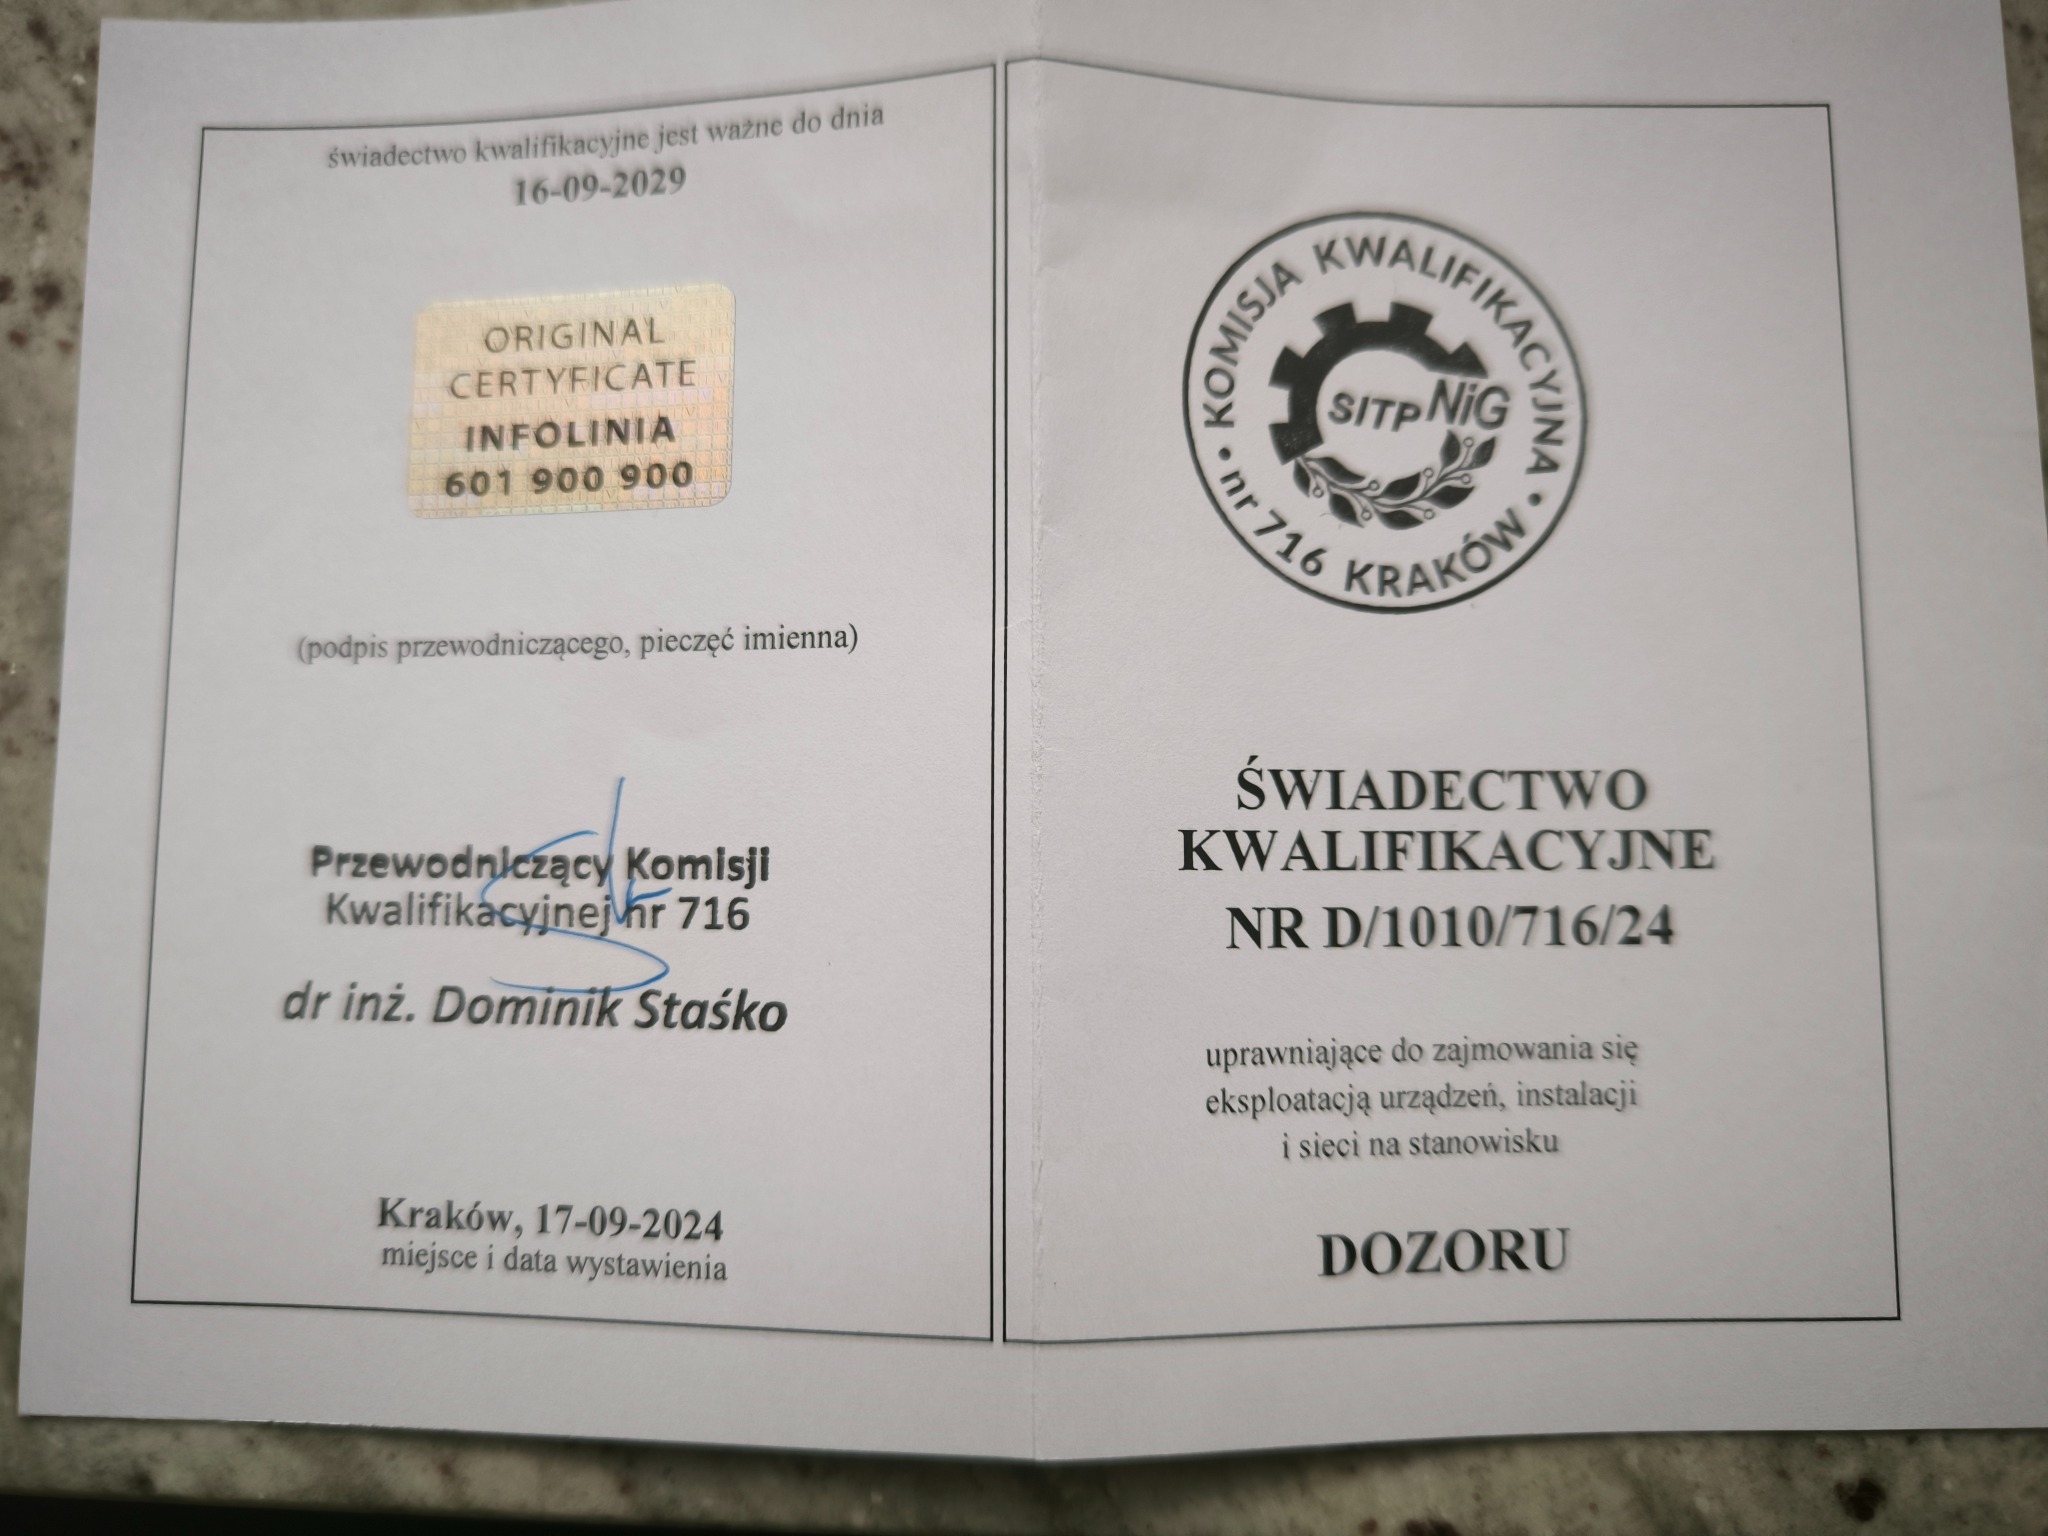 świadectwo kwalifikacyjne jest ważne do dnia
16-09-2029
ORIGINAL
CERTYFICATE
INFOLINIA
601 900 900
(podpis przewodniczącego, pieczęć imienna)
Przewodniczący Komisji
Kwalifikacyjnej nr 716
dr inż. Dominik Staśko
Kraków, 17-09-2024
miejsce i data wystawienia
KOMISJA KWALIFIKACYJNA
SITPNiG
• nr 716 KRAKÓW •
ŚWIADECTWO
KWALIFIKACYJNE
NR D/1010/716/24
uprawniające do zajmowania się
eksploatacją urządzeń, instalacji
i sieci na stanowisku
DOZORU